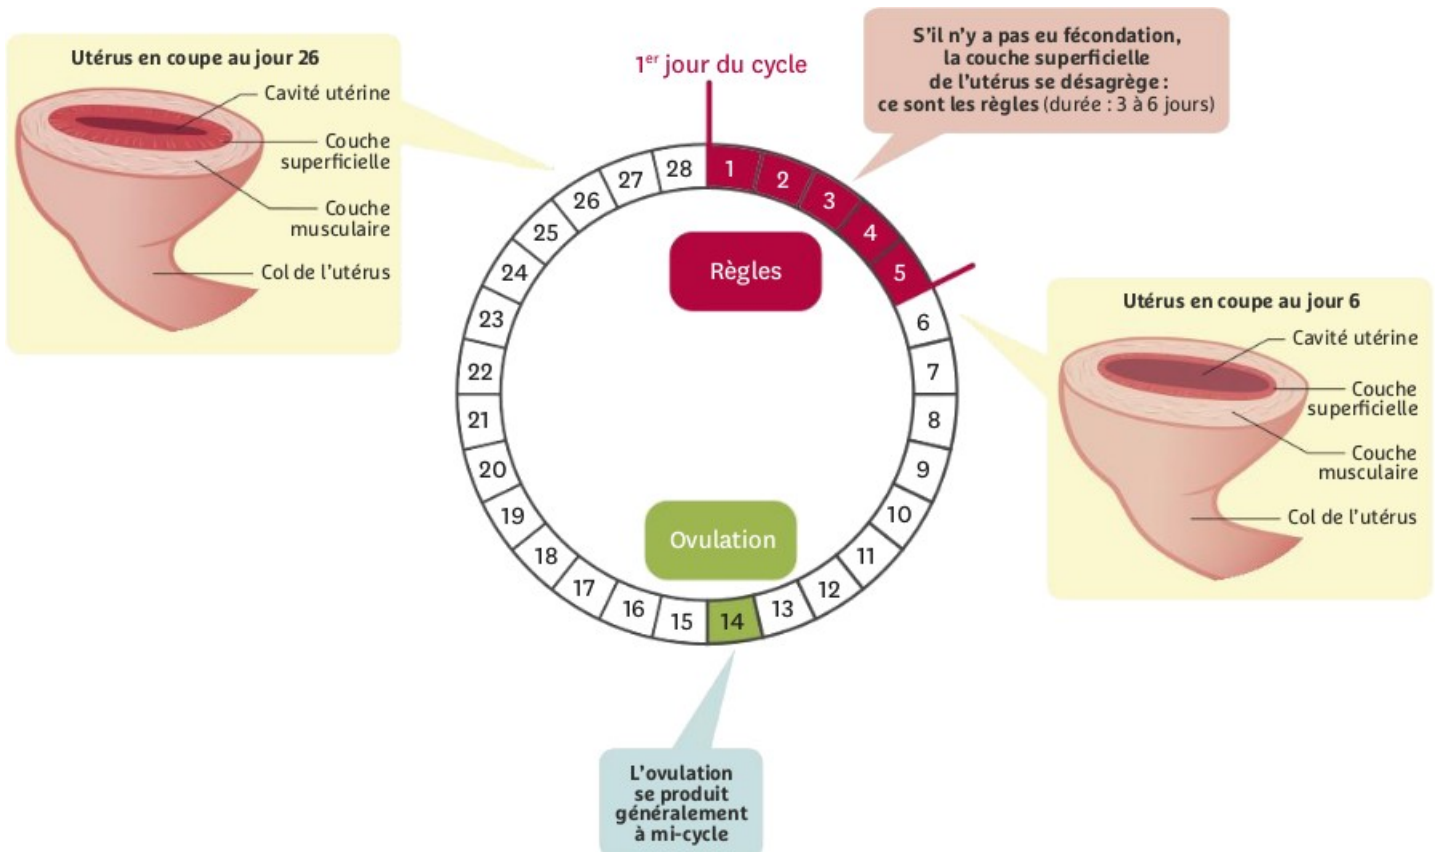 Utérus en coupe au jour 26
Cavité utérine
Couche
superficielle
Couche
musculaire
Col de l'utérus
1er jour du cycle
S'il n'y a pas eu fécondation,
la couche superficielle
de l'utérus se désagrège :
ce sont les règles (durée : 3 à 6 jours)
1
2
3
4
5
6
7
8
9
10
11
12
13
14
15
16
17
18
19
20
21
22
23
24
25
26
27
28
Règles
Ovulation
Utérus en coupe au jour 6
Cavité utérine
Couche
superficielle
Couche
musculaire
Col de l'utérus
L'ovulation
se produit
généralement
à mi-cycle